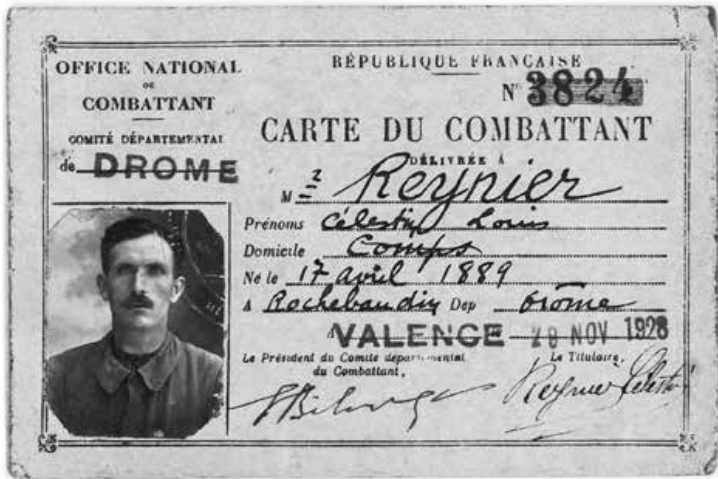 OFFICE NATIONAL
DU
COMBATTANT
COMITÉ DÉPARTEMENTAL
de DROME
RÉPUBLIQUE FRANÇAISE
N° 3824
CARTE DU COMBATTANT
DÉLIVRÉE À
M r Reynier
Prénoms Célestin Louis
Domicile Comps
Né le 17 avril 1889
A Rochebaudin Dep Drôme
A VALENCE 29 NOV 1928
Le Président du Comité départemental
du Combattant,
Le Titulaire,
Reynier Célestin